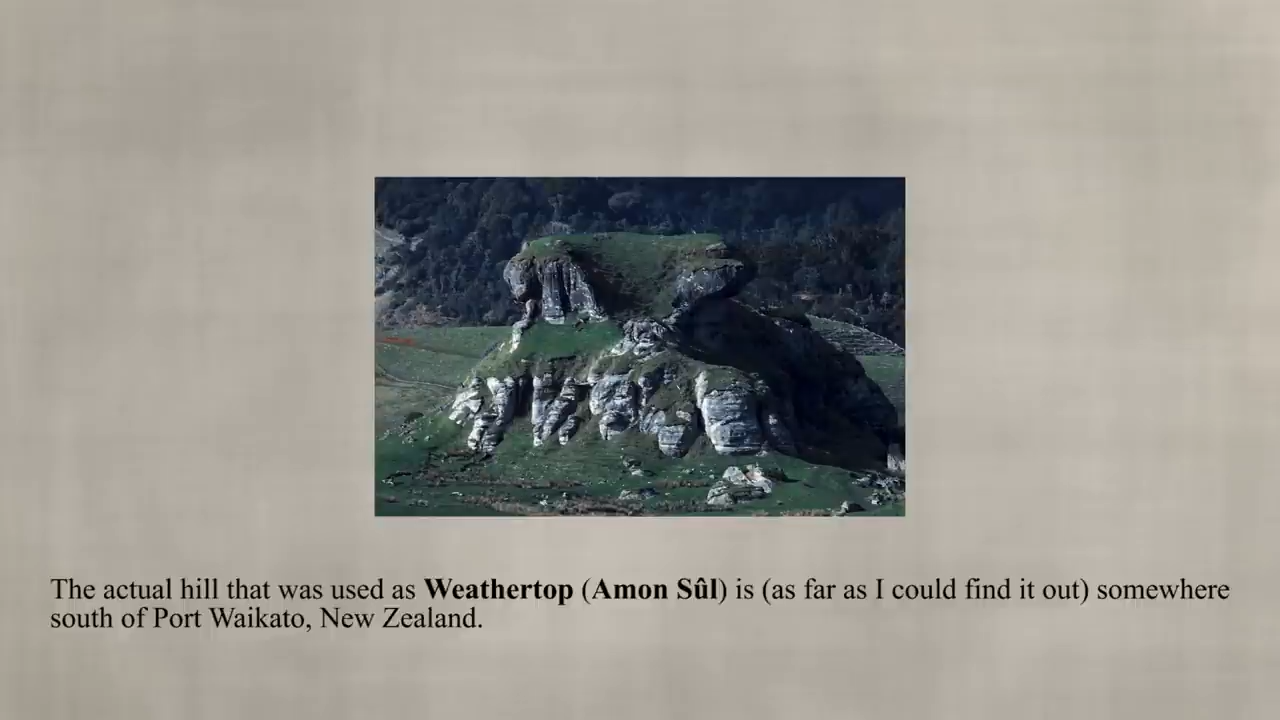 The actual hill that was used as Weathertop (Amon Sûl) is (as far as I could find it out) somewhere
south of Port Waikato, New Zealand.